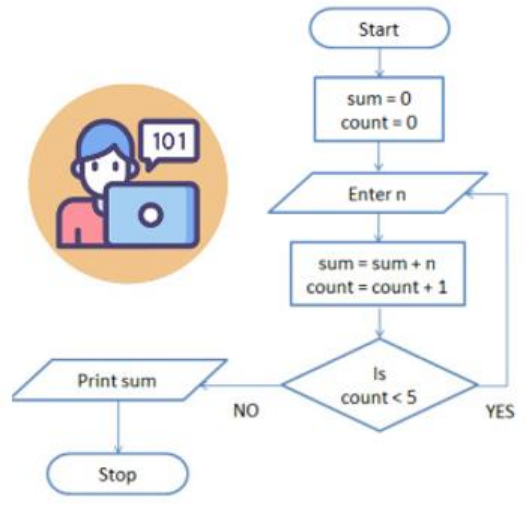 Start
sum = 0
count = 0
101
Enter n
sum = sum + n
count = count + 1
Is
count < 5
Print sum
NO
YES
Stop